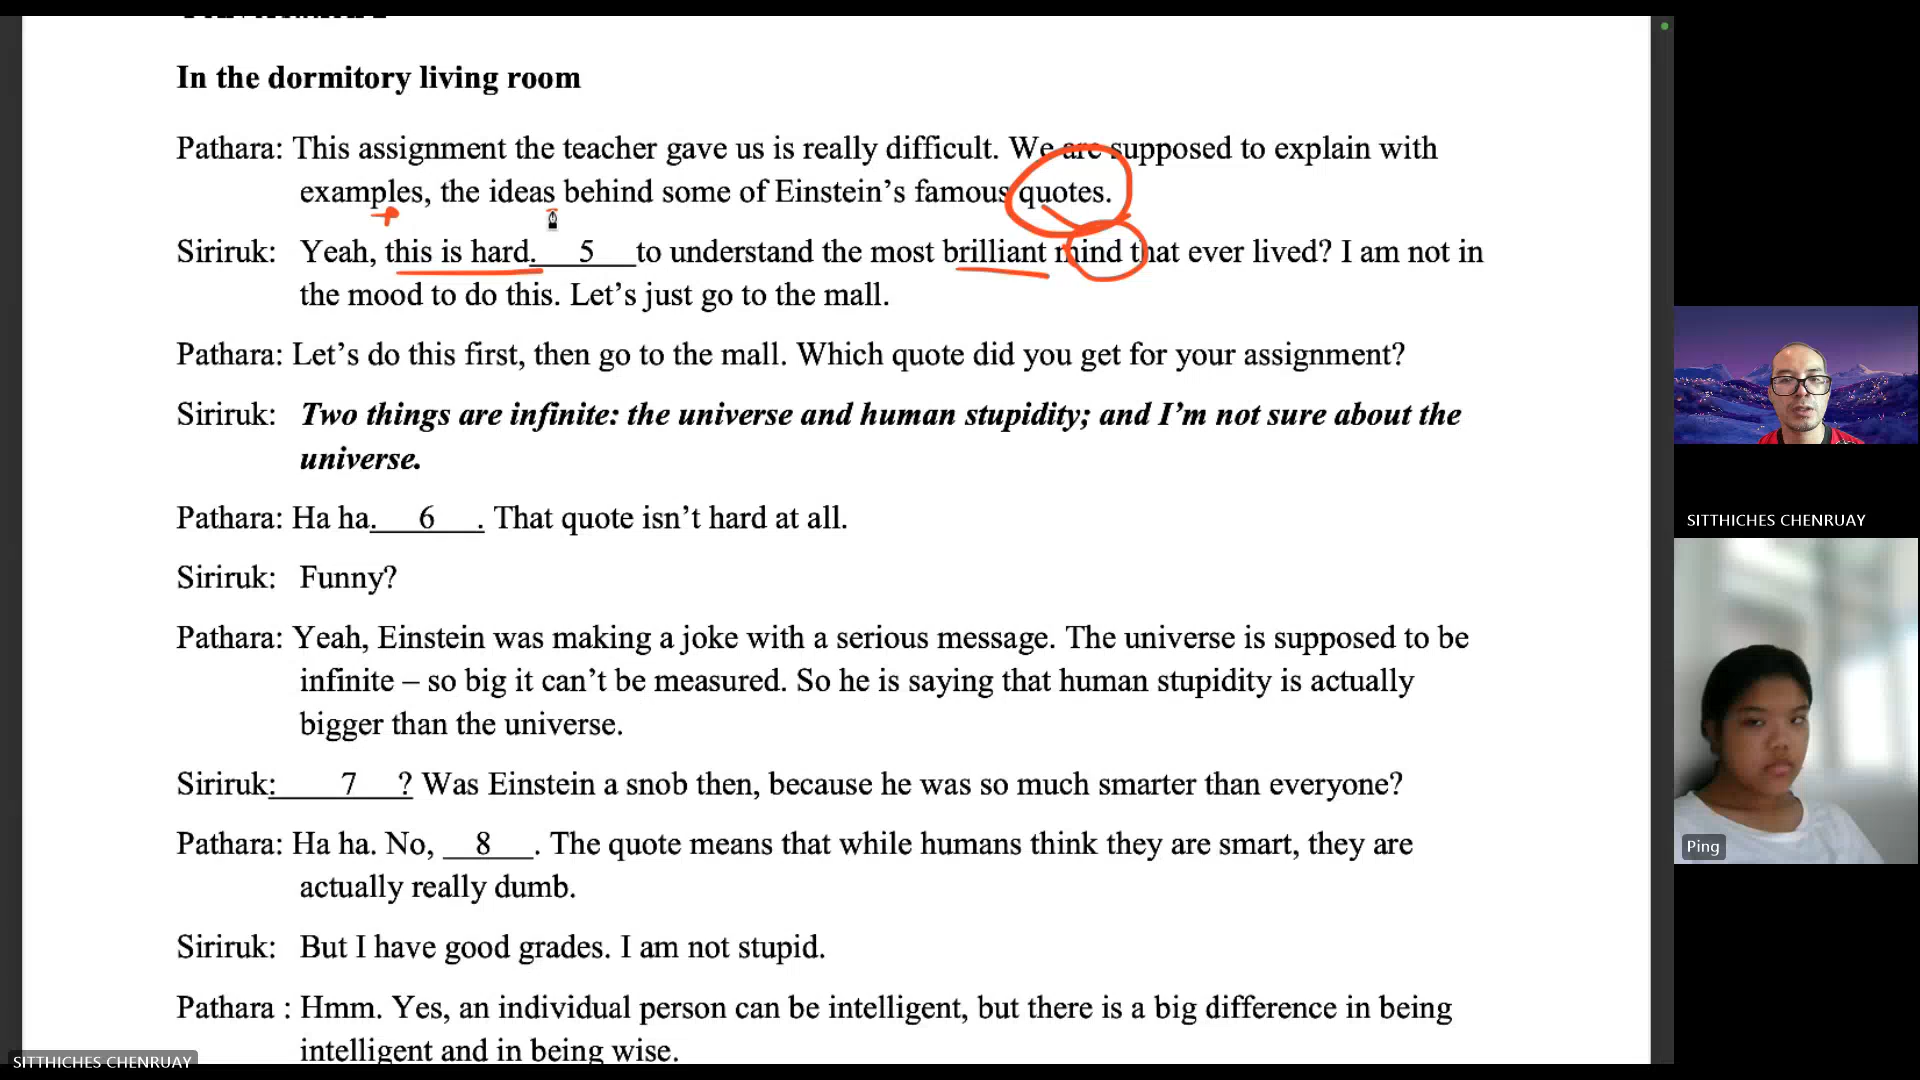 In the dormitory living room
Pathara: This assignment the teacher gave us is really difficult. We are supposed to explain with
examples, the ideas behind some of Einstein's famous quotes.
Siriruk: Yeah, this is hard. 5 to understand the most brilliant mind that ever lived? I am not in
the mood to do this. Let's just go to the mall.
Pathara: Let's do this first, then go to the mall. Which quote did you get for your assignment?
Siriruk: Two things are infinite: the universe and human stupidity; and I'm not sure about the
universe.
Pathara: Ha ha. 6 . That quote isn't hard at all.
Siriruk: Funny?
Pathara: Yeah, Einstein was making a joke with a serious message. The universe is supposed to be
infinite – so big it can't be measured. So he is saying that human stupidity is actually
bigger than the universe.
Siriruk: 7 ? Was Einstein a snob then, because he was so much smarter than everyone?
Pathara: Ha ha. No, 8 . The quote means that while humans think they are smart, they are
actually really dumb.
Siriruk: But I have good grades. I am not stupid.
Pathara : Hmm. Yes, an individual person can be intelligent, but there is a big difference in being
intelligent and in being wise.
SITTHICHES CHENRUAY
SITTHICHES CHENRUAY
Ping